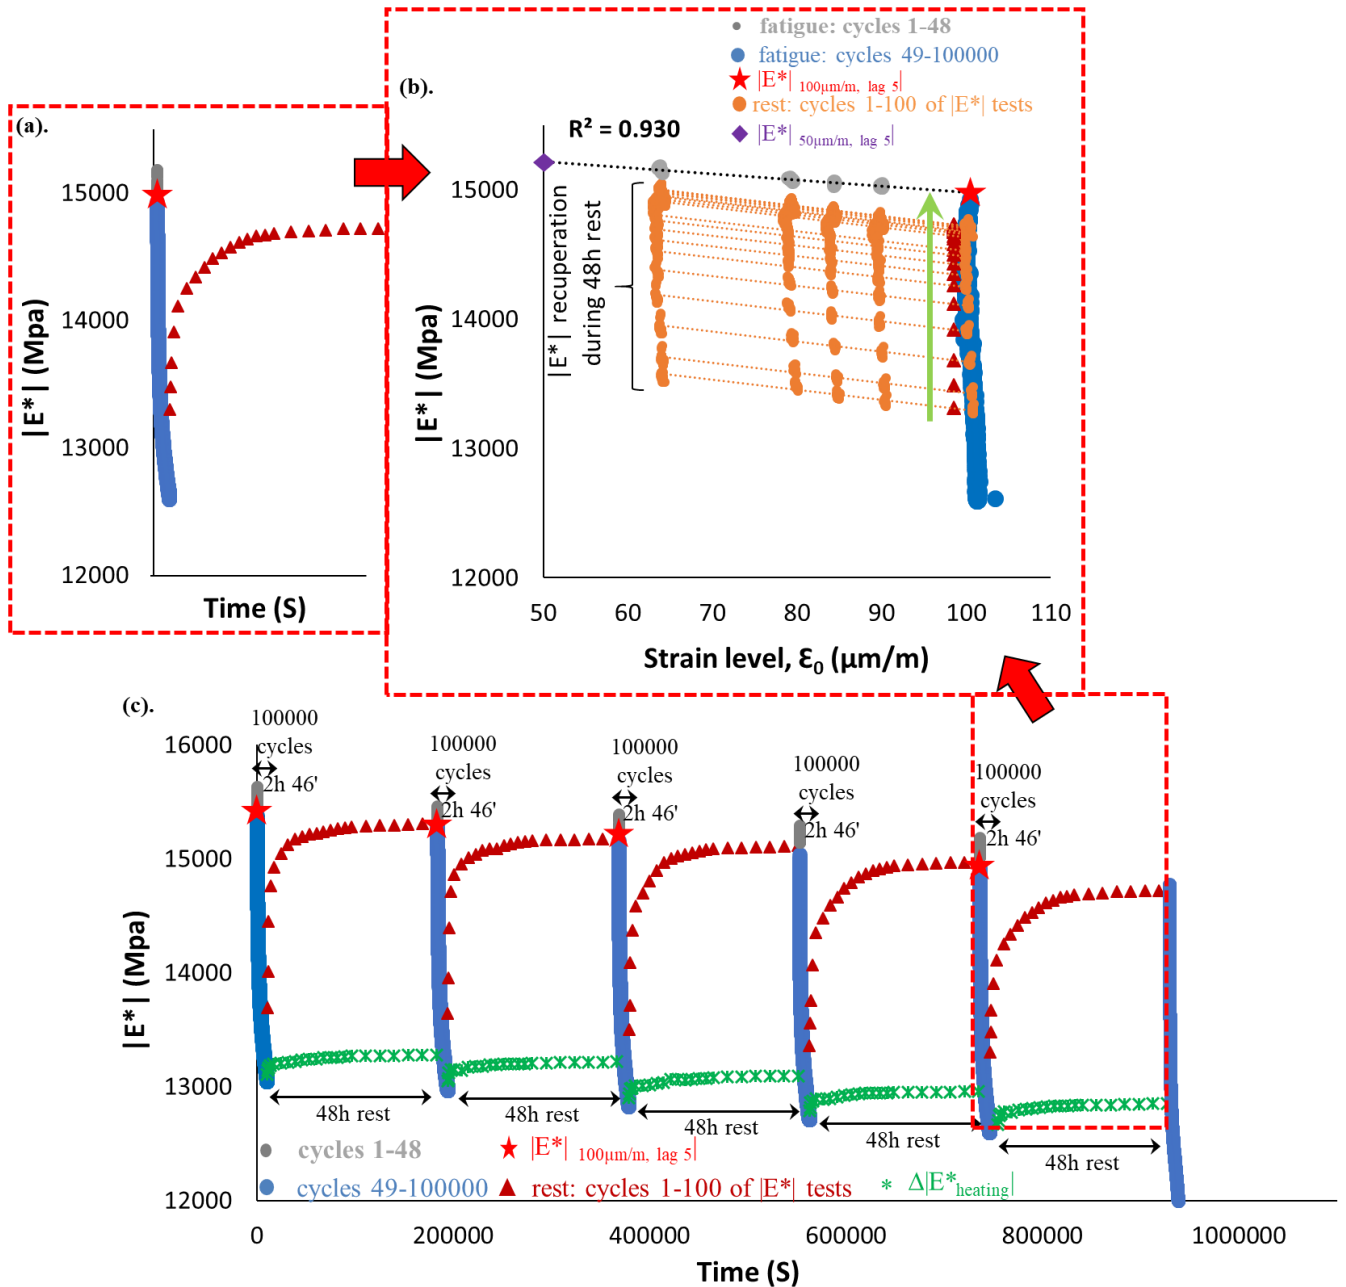 (a).
15000
14000
13000
12000
|E*| (Mpa)
Time (S)
(b).
fatigue: cycles 1-48
fatigue: cycles 49-100000
|E*| 100µm/m, lag 5|
rest: cycles 1-100 of |E*| tests
|E*| 50µm/m, lag 5|
R² = 0.930
15000
14000
13000
12000
|E*| (Mpa)
|E*| recuperation
during 48h rest
50 60 70 80 90 100 110
Strain level, Ɛ0 (µm/m)
(c).
16000
15000
14000
13000
12000
|E*| (Mpa)
100000
cycles
2h 46'
100000
cycles
2h 46'
100000
cycles
2h 46'
100000
cycles
2h 46'
100000
cycles
2h 46'
48h rest
48h rest
48h rest
48h rest
48h rest
cycles 1-48
|E*| 100µm/m, lag 5|
cycles 49-100000
rest: cycles 1-100 of |E*| tests
* Δ|E*heating|
0 200000 400000 600000 800000 1000000
Time (S)